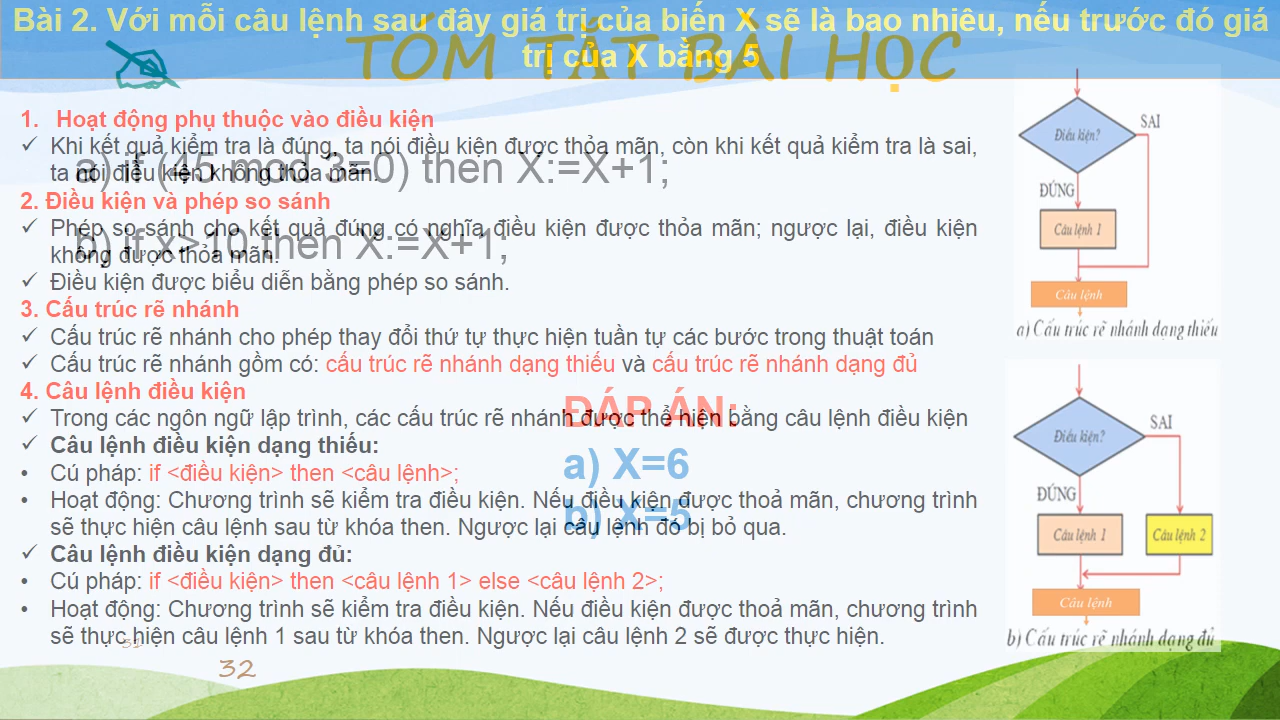 Bài 2. Với mỗi câu lệnh sau đây giá trị của biến X sẽ là bao nhiêu, nếu trước đó giá
trị của X bằng 5
TÓM TẮT BÀI HỌC
a) if (45 mod 3=0) then X:=X+1;
b) if x>10 then X:=X+1;
ĐÁP ÁN:
a) X=6
b) X=5
1. Hoạt động phụ thuộc vào điều kiện
✓ Khi kết quả kiểm tra là đúng, ta nói điều kiện được thỏa mãn, còn khi kết quả kiểm tra là sai,
ta nói điều kiện không thỏa mãn.
2. Điều kiện và phép so sánh
✓ Phép so sánh cho kết quả đúng có nghĩa điều kiện được thỏa mãn; ngược lại, điều kiện
không được thỏa mãn.
✓ Điều kiện được biểu diễn bằng phép so sánh.
3. Cấu trúc rẽ nhánh
✓ Cấu trúc rẽ nhánh cho phép thay đổi thứ tự thực hiện tuần tự các bước trong thuật toán
✓ Cấu trúc rẽ nhánh gồm có: cấu trúc rẽ nhánh dạng thiếu và cấu trúc rẽ nhánh dạng đủ
4. Câu lệnh điều kiện
✓ Trong các ngôn ngữ lập trình, các cấu trúc rẽ nhánh được thể hiện bằng câu lệnh điều kiện
✓ Câu lệnh điều kiện dạng thiếu:
• Cú pháp: if <điều kiện> then <câu lệnh>;
• Hoạt động: Chương trình sẽ kiểm tra điều kiện. Nếu điều kiện được thoả mãn, chương trình
sẽ thực hiện câu lệnh sau từ khóa then. Ngược lại câu lệnh đó bị bỏ qua.
✓ Câu lệnh điều kiện dạng đủ:
• Cú pháp: if <điều kiện> then <câu lệnh 1> else <câu lệnh 2>;
• Hoạt động: Chương trình sẽ kiểm tra điều kiện. Nếu điều kiện được thoả mãn, chương trình
sẽ thực hiện câu lệnh 1 sau từ khóa then. Ngược lại câu lệnh 2 sẽ được thực hiện.
31
32
Điều kiện?
SAI
ĐÚNG
Câu lệnh 1
Câu lệnh
a) Cấu trúc rẽ nhánh dạng thiếu
Điều kiện?
SAI
ĐÚNG
Câu lệnh 1
Câu lệnh 2
Câu lệnh
b) Cấu trúc rẽ nhánh dạng đủ